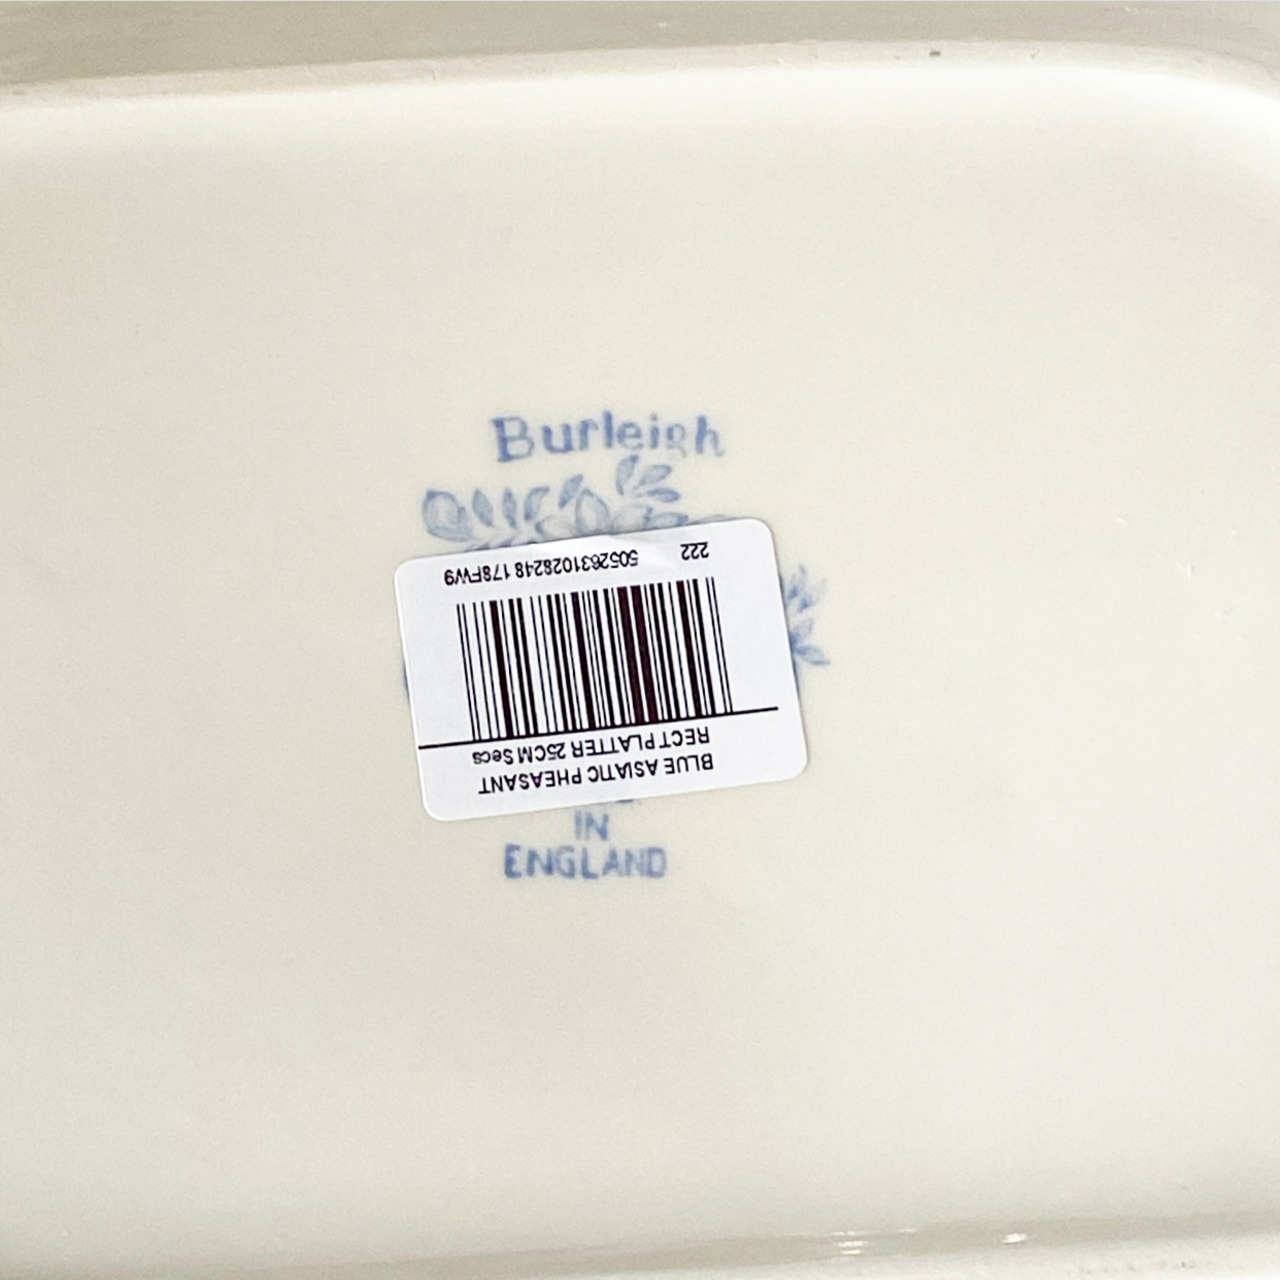 Burleigh
BLUE ASIATIC PHEASANT
RECT PLATTER 25CM Secs
222 5052631028248 178FW9
IN
ENGLAND